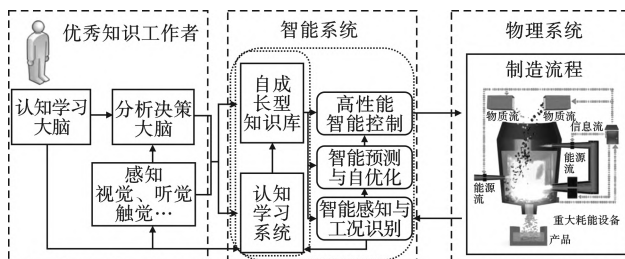 优秀知识工作者
认知学习
大脑
分析决策
大脑
感知
视觉、听觉
触觉…
智能系统
自成
长型
知识库
认知
学习
系统
高性能
智能控制
智能预测
与自优化
智能感知与
工况识别
物理系统
制造流程
物质流
物质流
信息流
能源
流
能源
流
重大耗能设备
产品